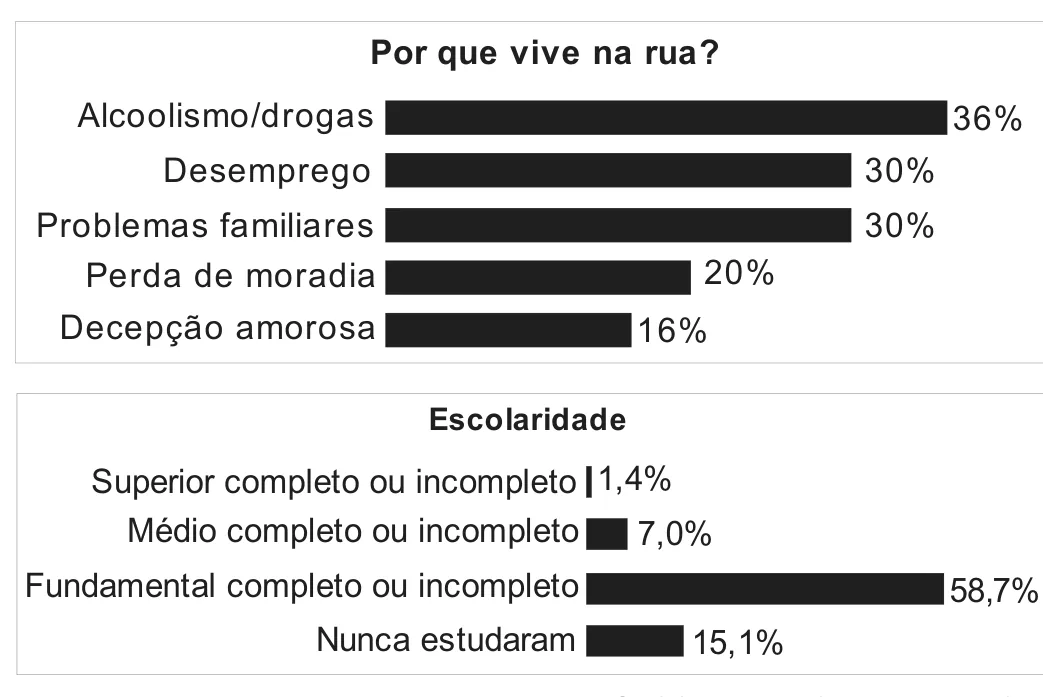 Por que vive na rua?
Alcoolismo/drogas 36%
Desemprego 30%
Problemas familiares 30%
Perda de moradia 20%
Decepção amorosa 16%
Escolaridade
Superior completo ou incompleto 1,4%
Médio completo ou incompleto 7,0%
Fundamental completo ou incompleto 58,7%
Nunca estudaram 15,1%